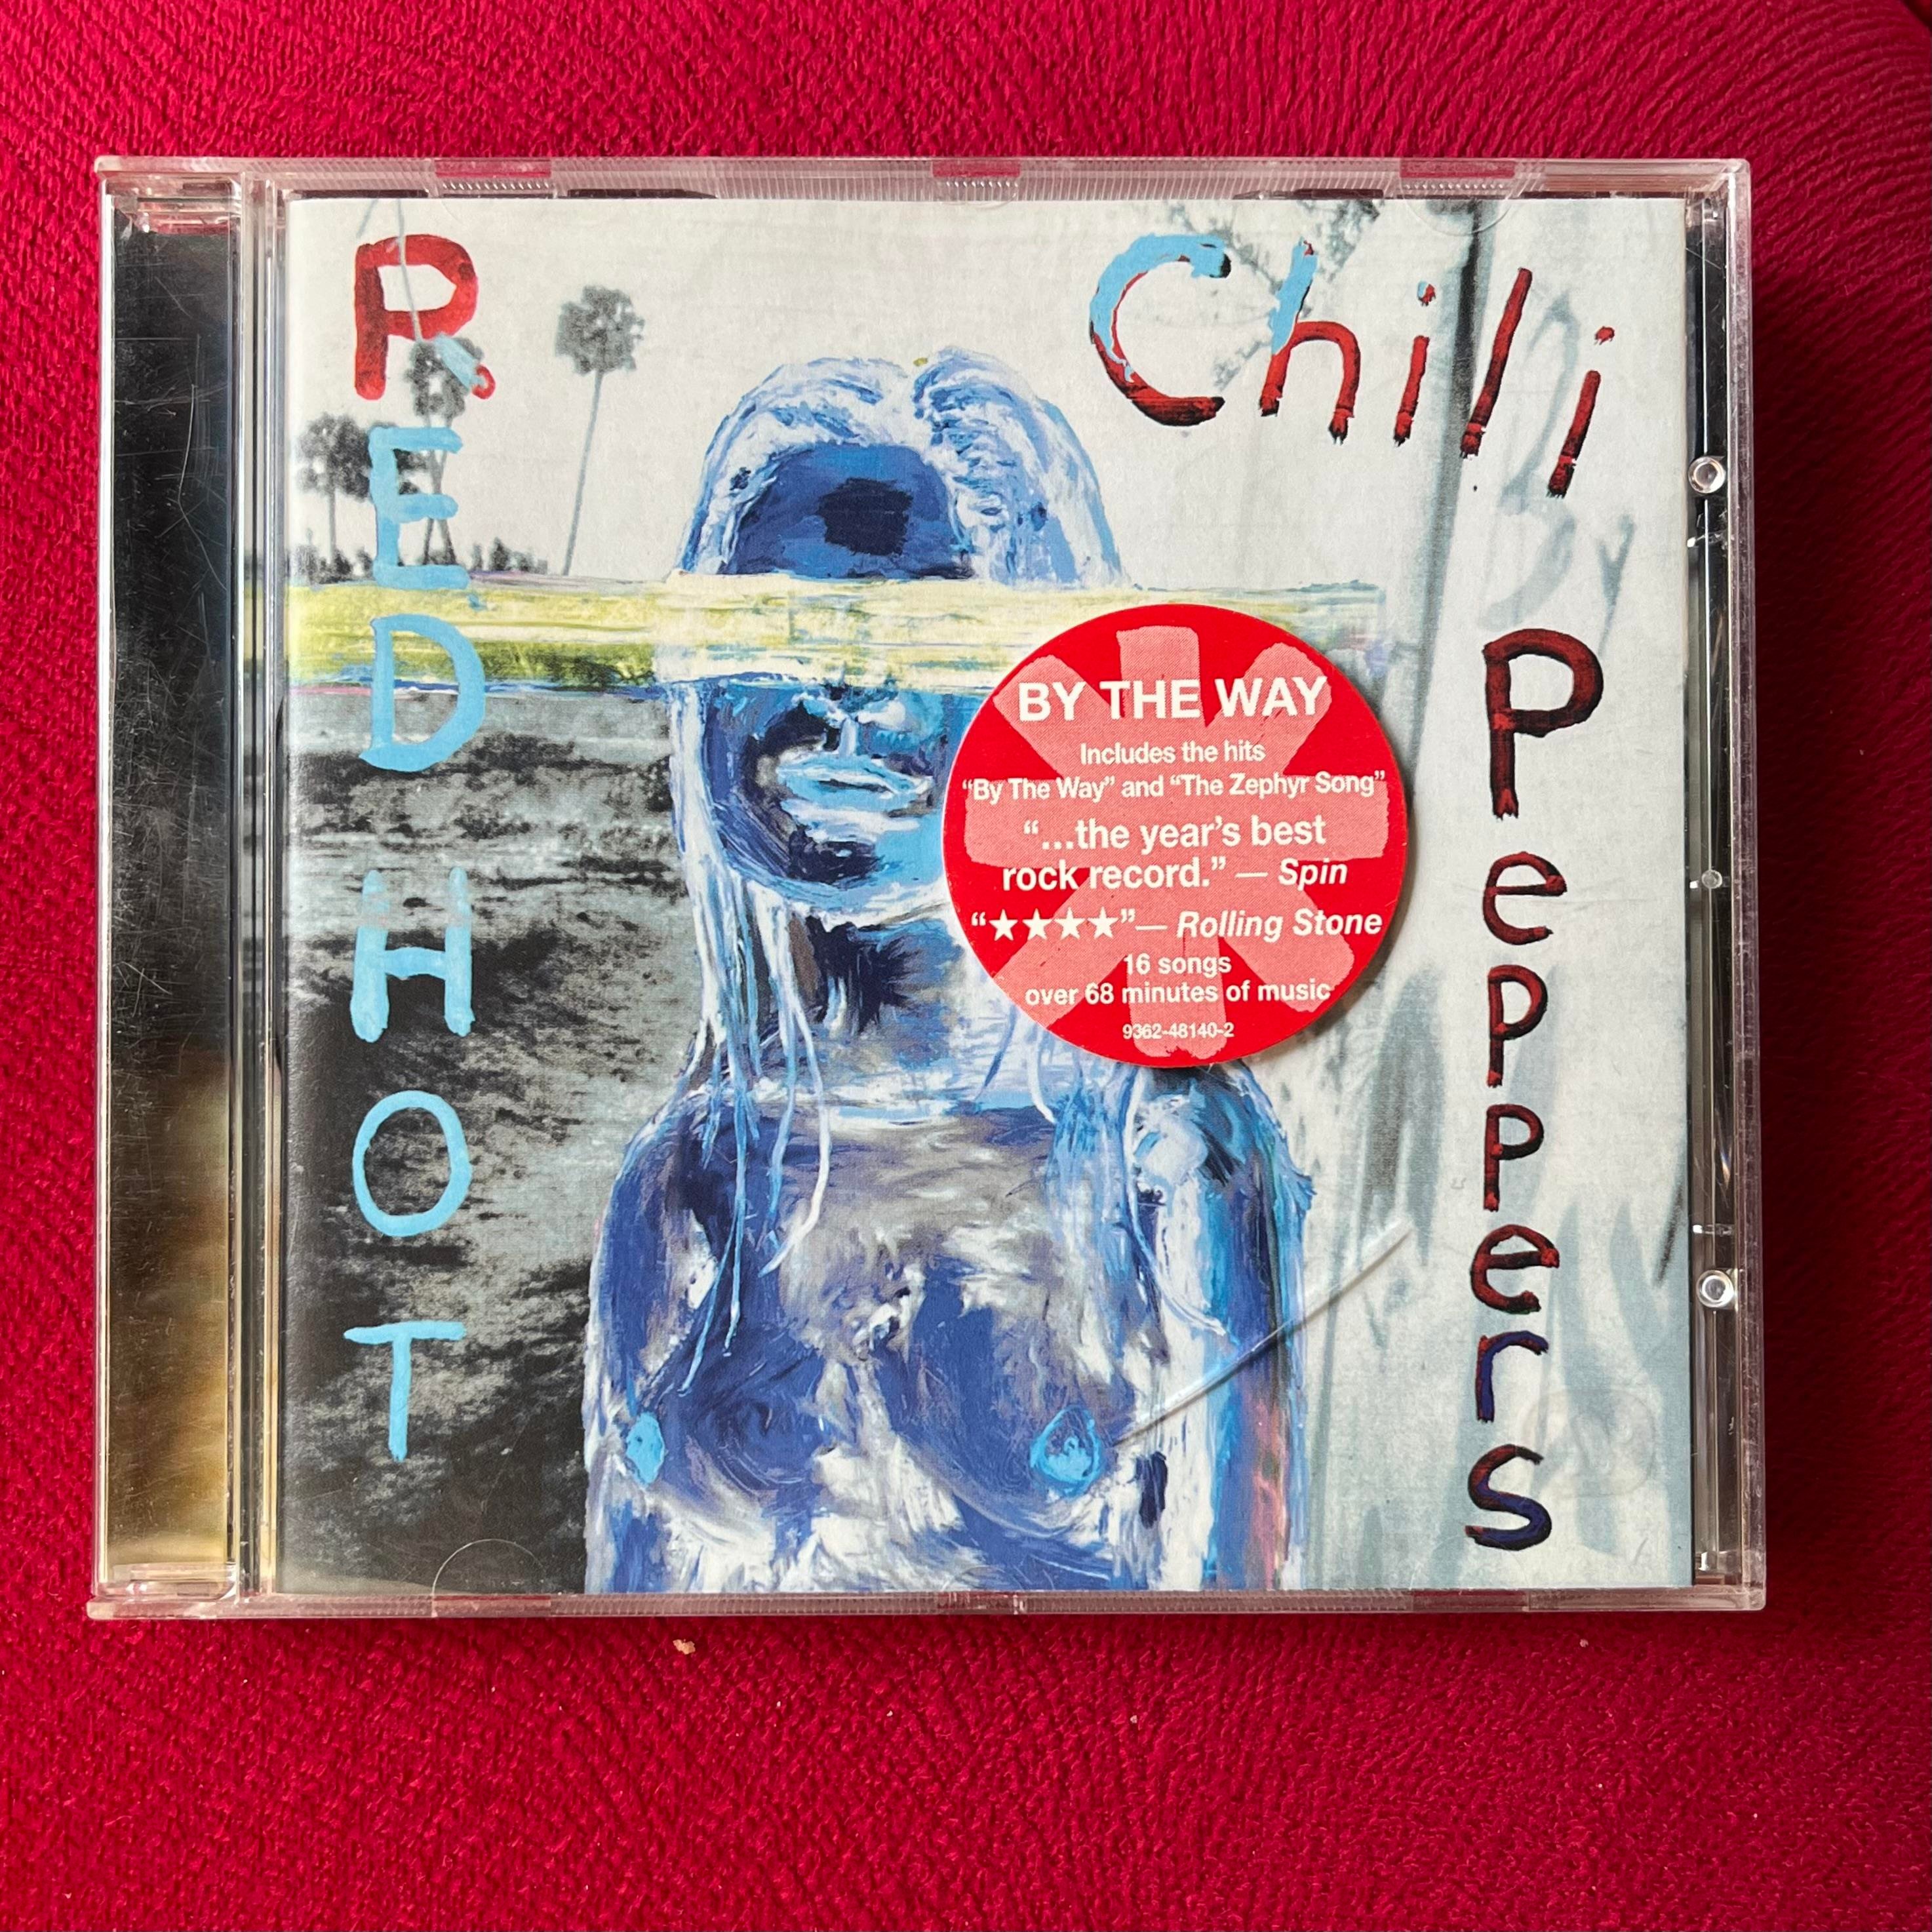 RED HOT
Chili
Peppers
By
BY THE WAY
Includes the hits
“By The Way” and “The Zephyr Song”
“...the year’s best
rock record.” — Spin
“★★★★”— Rolling Stone
16 songs
over 68 minutes of music
9362-48140-2